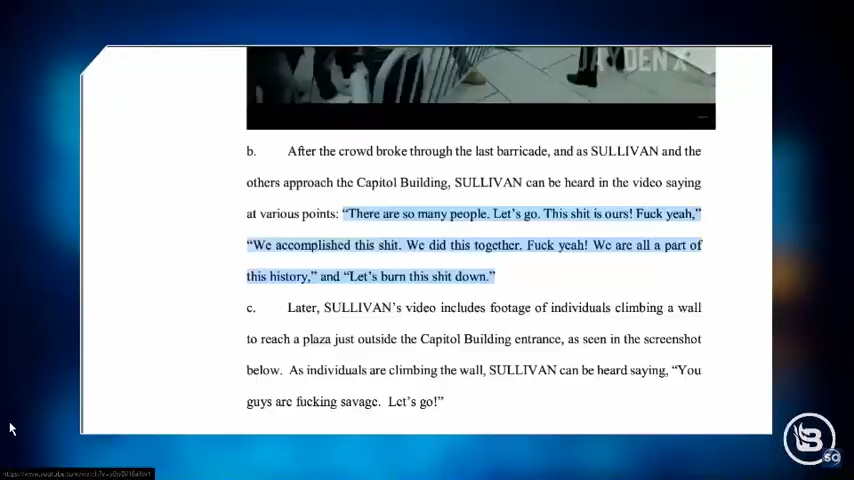 JAYDEN X
b. After the crowd broke through the last barricade, and as SULLIVAN and the
others approach the Capitol Building, SULLIVAN can be heard in the video saying
at various points: “There are so many people. Let’s go. This shit is ours! Fuck yeah,”
“We accomplished this shit. We did this together. Fuck yeah! We are all a part of
this history,” and “Let’s burn this shit down.”
c. Later, SULLIVAN’s video includes footage of individuals climbing a wall
to reach a plaza just outside the Capitol Building entrance, as seen in the screenshot
below. As individuals are climbing the wall, SULLIVAN can be heard saying, “You
guys are fucking savage. Let’s go!”
B